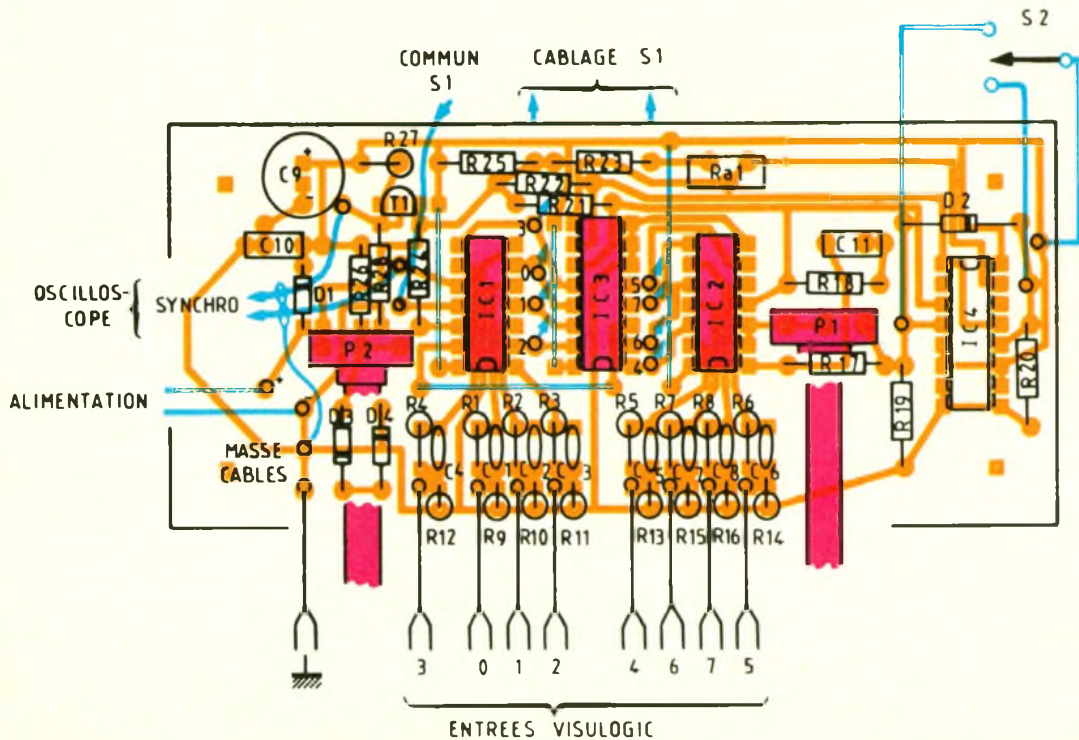 S2
COMMUN
S1
CABLAGE S1
R27
C9
+
-
R25
R23
Ra1
R22
R21
T1
D2
3
C10
C11
R26
R24
0
5
R18
OSCILLOS-
COPE
SYNCHRO
D1
IC1
IC3
IC2
IC4
1
7
P2
P1
2
6
4
R17
R20
+
ALIMENTATION
-
R19
D3
D4
R4
R1
R2
R3
R5
R7
R8
R6
MASSE
CABLES
C4
C1
C2
C3
C5
C7
C8
C6
R12
R9
R10
R11
R13
R15
R16
R14
3
0
1
2
4
6
7
5
ENTREES VISULOGIC